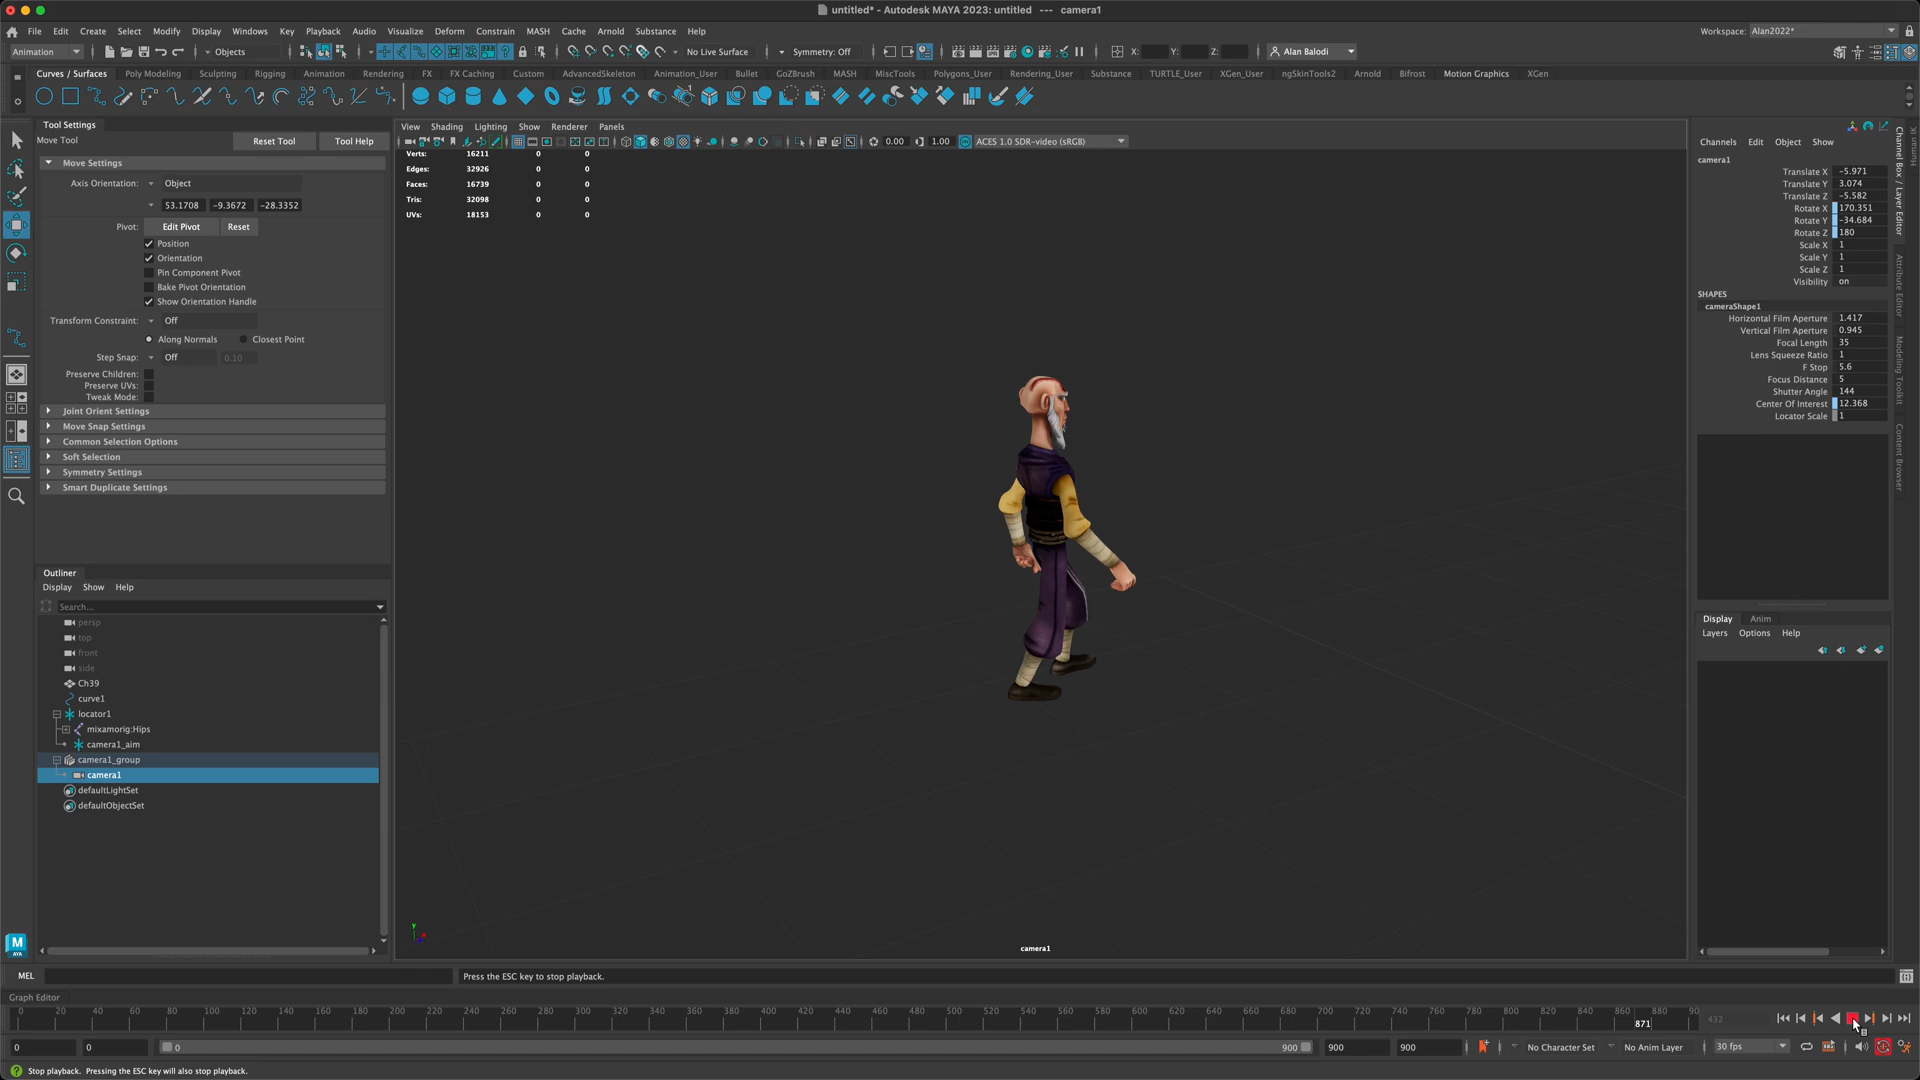 untitled* - Autodesk MAYA 2023: untitled --- camera1
File Edit Create Select Modify Display Windows Key Playback Audio Visualize Deform Constrain MASH Cache Arnold Substance Help
Workspace: Alan2022*
Animation Objects No Live Surface Symmetry: Off X: Y: Z: Alan Balodi
Curves / Surfaces Poly Modeling Sculpting Rigging Animation Rendering FX FX Caching Custom AdvancedSkeleton Animation_User Bullet GoZBrush MASH MiscTools Polygons_User Rendering_User Substance TURTLE_User XGen_User ngSkinTools2 Arnold Bifrost Motion Graphics XGen
Tool Settings
Move Tool Reset Tool Tool Help
Move Settings
Axis Orientation: Object
53.1708 -9.3672 -28.3352
Pivot: Edit Pivot Reset
Position
Orientation
Pin Component Pivot
Bake Pivot Orientation
Show Orientation Handle
Transform Constraint: Off
Along Normals Closest Point
Step Snap: Off 0.10
Preserve Children:
Preserve UVs:
Tweak Mode:
Joint Orient Settings
Move Snap Settings
Common Selection Options
Soft Selection
Symmetry Settings
Smart Duplicate Settings
Outliner
Display Show Help
Search...
persp
top
front
side
Ch39
curve1
locator1
mixamorig:Hips
camera1_aim
camera1_group
camera1
defaultLightSet
defaultObjectSet
View Shading Lighting Show Renderer Panels
0.00 1.00 ACES 1.0 SDR-video (sRGB)
Verts: 16211 0 0
Edges: 32926 0 0
Faces: 16739 0 0
Tris: 32098 0 0
UVs: 18153 0 0
camera1
Channels Edit Object Show
camera1
Translate X -5.971
Translate Y 3.074
Translate Z -5.582
Rotate X 170.351
Rotate Y -34.684
Rotate Z 180
Scale X 1
Scale Y 1
Scale Z 1
Visibility on
SHAPES
cameraShape1
Horizontal Film Aperture 1.417
Vertical Film Aperture 0.945
Focal Length 35
Lens Squeeze Ratio 1
F Stop 5.6
Focus Distance 5
Shutter Angle 144
Center Of Interest 12.368
Locator Scale 1
Display Anim
Layers Options Help
Channel Box / Layer Editor
Attribute Editor
Modeling Toolkit
Content Browser
M
AYA
MEL Press the ESC key to stop playback.
Graph Editor
0 20 40 60 80 100 120 140 160 180 200 220 240 260 280 300 320 340 360 380 400 420 440 460 480 500 520 540 560 580 600 620 640 660 680 700 720 740 760 780 800 820 840 860 880 90
871
432
0 0 0 900 900 900 No Character Set No Anim Layer 30 fps
Stop playback. Pressing the ESC key will also stop playback.